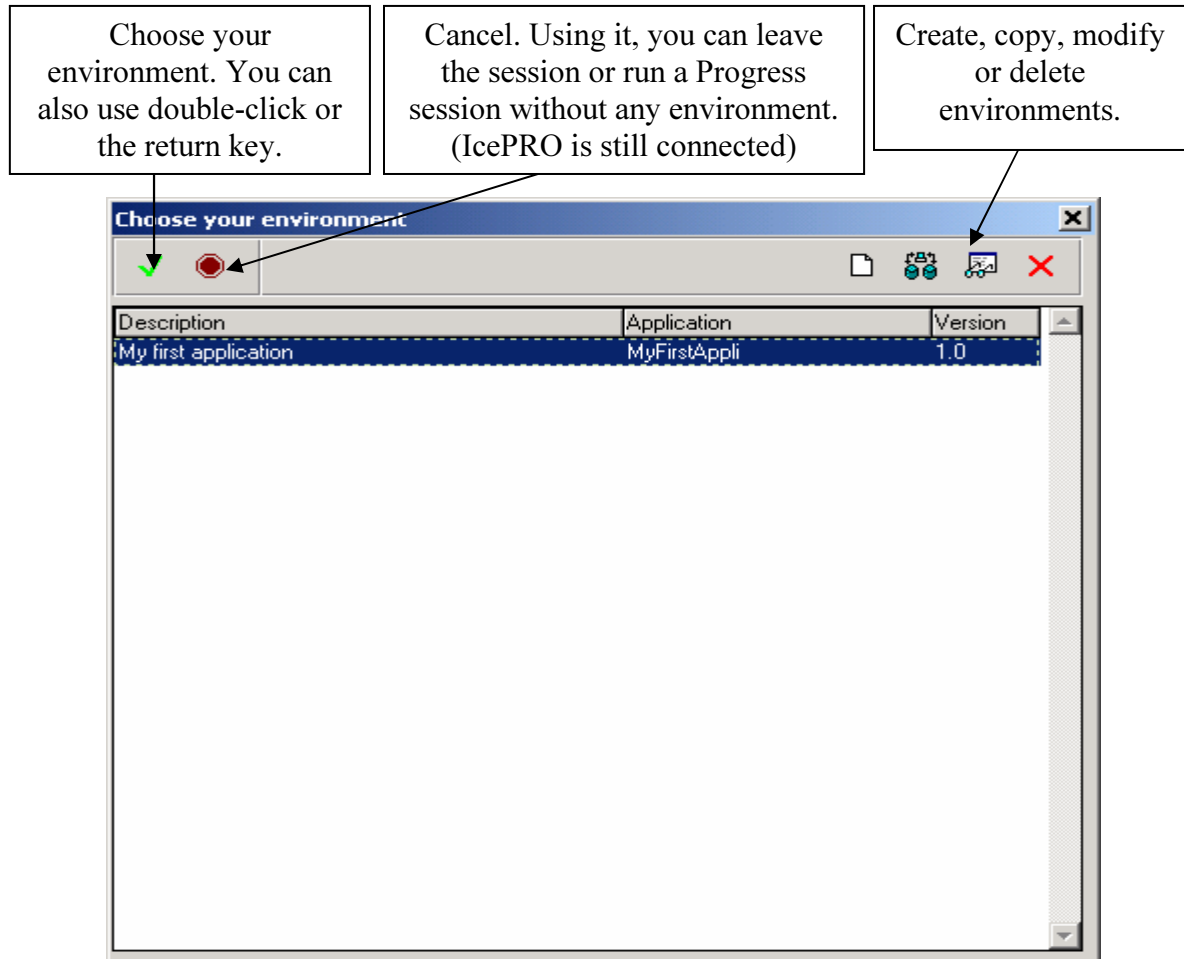 Choose your
environment. You can
also use double-click or
the return key.
Cancel. Using it, you can leave
the session or run a Progress
session without any environment.
(IcePRO is still connected)
Create, copy, modify
or delete
environments.
Choose your environment
Description Application Version
My first application MyFirstAppli 1.0